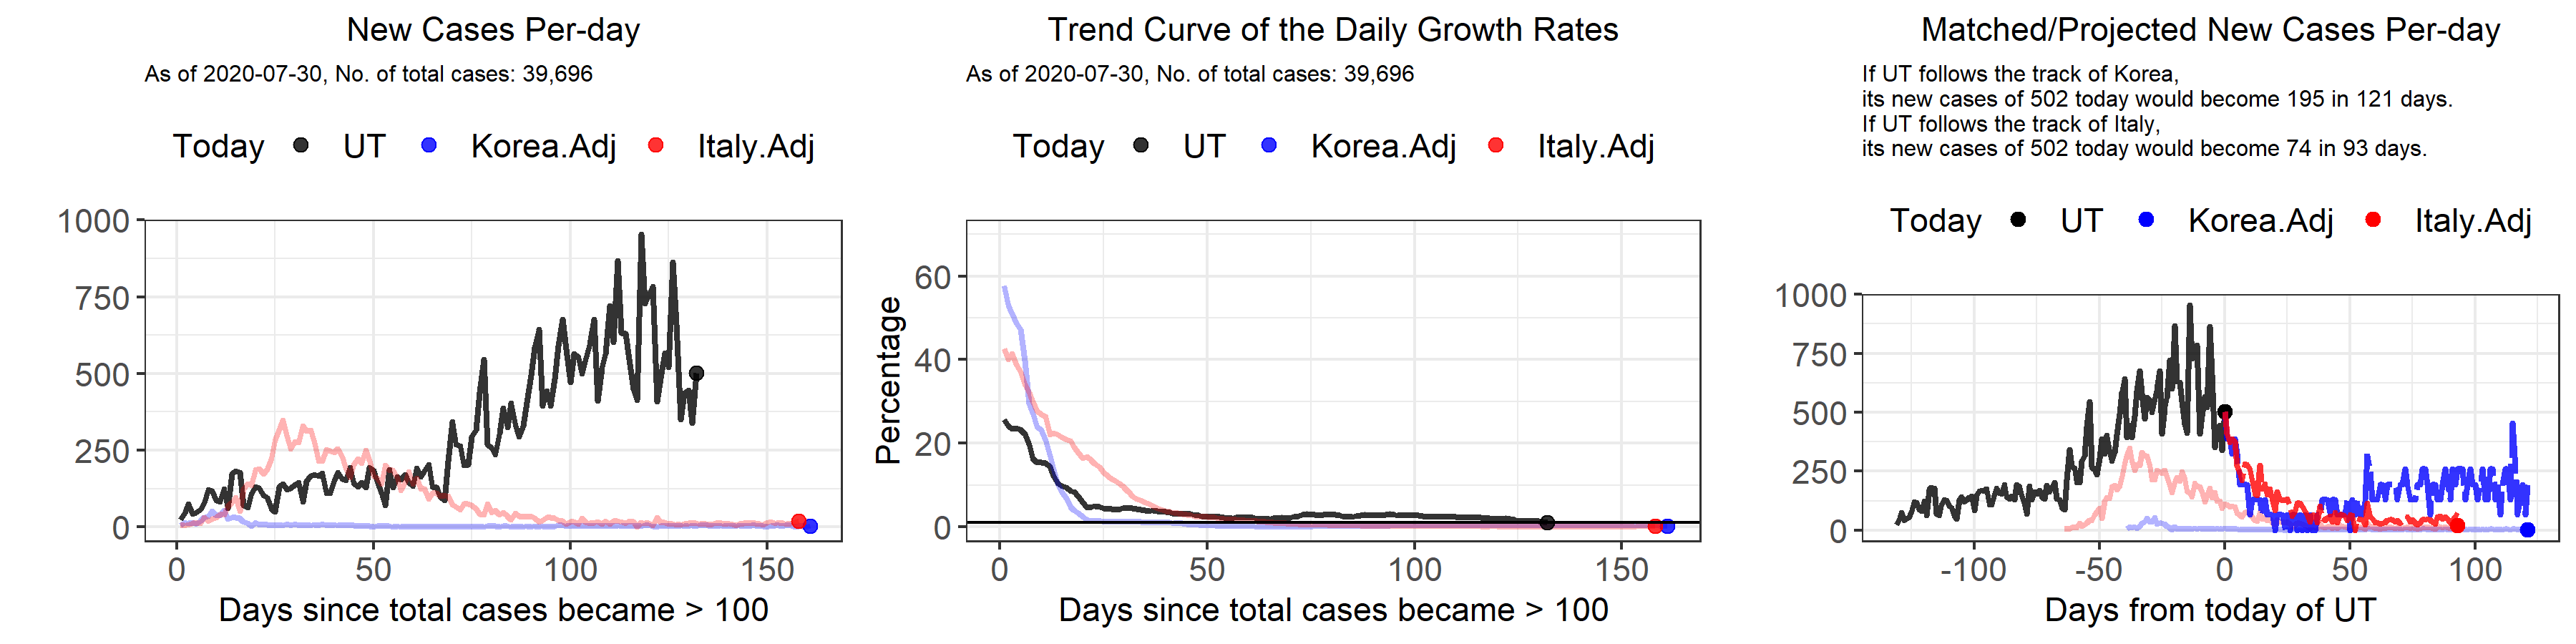 New Cases Per-day
As of 2020-07-30, No. of total cases: 39,696
Today UT Korea.Adj Italy.Adj
1000
750
500
250
0
0 50 100 150
Days since total cases became > 100
Trend Curve of the Daily Growth Rates
As of 2020-07-30, No. of total cases: 39,696
Today UT Korea.Adj Italy.Adj
Percentage
60
40
20
0
0 50 100 150
Days since total cases became > 100
Matched/Projected New Cases Per-day
If UT follows the track of Korea,
its new cases of 502 today would become 195 in 121 days.
If UT follows the track of Italy,
its new cases of 502 today would become 74 in 93 days.
Today UT Korea.Adj Italy.Adj
1000
750
500
250
0
-100 -50 0 50 100
Days from today of UT